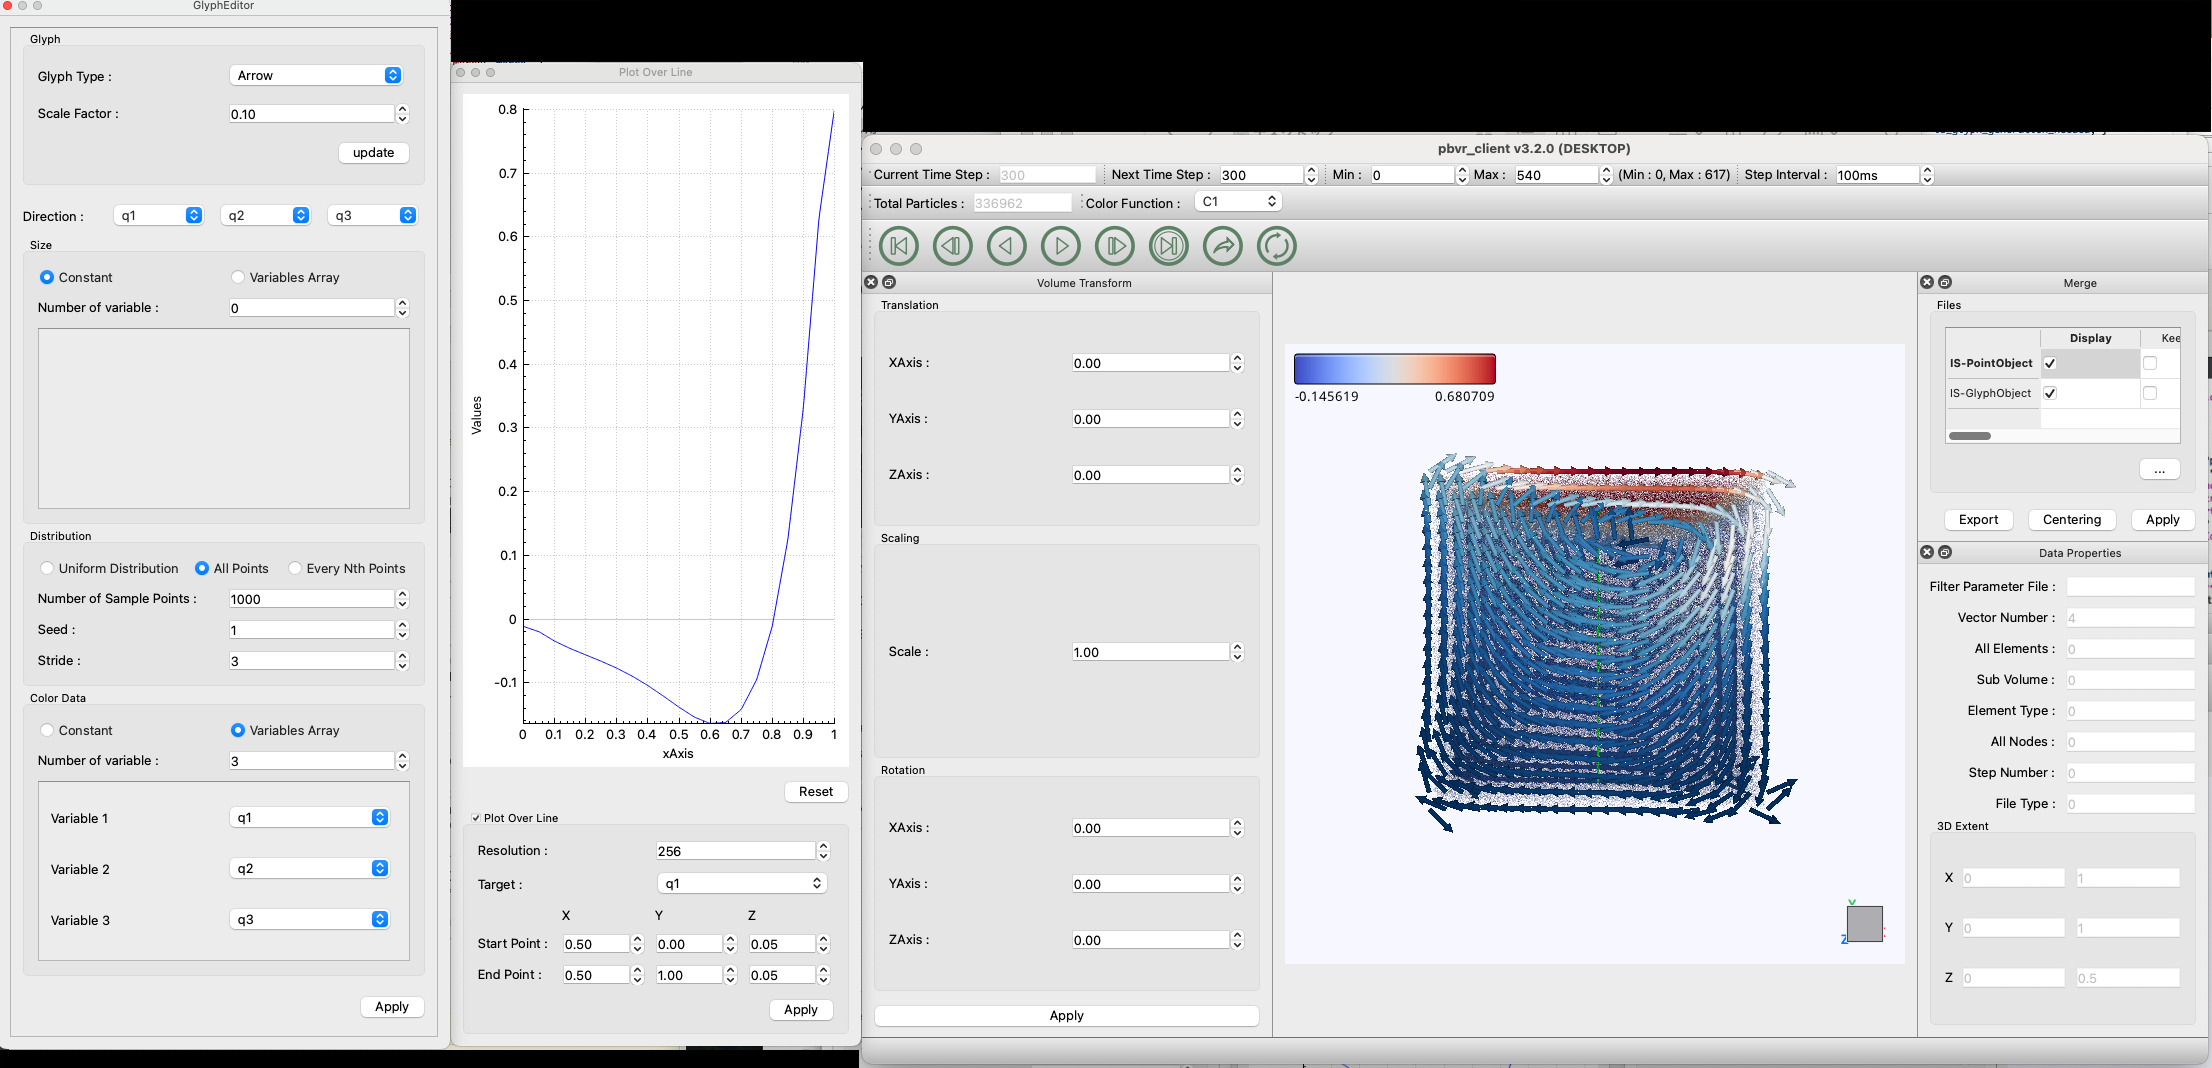 GlyphEditor
Glyph
Glyph Type :
Arrow
Scale Factor :
0.10
update
Direction :
q1
q2
q3
Size
Constant
Variables Array
Number of variable :
0
Distribution
Uniform Distribution
All Points
Every Nth Points
Number of Sample Points :
1000
Seed :
1
Stride :
3
Color Data
Constant
Variables Array
Number of variable :
3
Variable 1
q1
Variable 2
q2
Variable 3
q3
Apply
Plot Over Line
0.8
0.7
0.6
0.5
0.4
0.3
0.2
0.1
0
-0.1
Values
0 0.1 0.2 0.3 0.4 0.5 0.6 0.7 0.8 0.9 1
xAxis
Reset
Plot Over Line
Resolution :
256
Target :
q1
X Y Z
Start Point : 0.50 0.00 0.05
End Point : 0.50 1.00 0.05
Apply
pbvr_client v3.2.0 (DESKTOP)
Current Time Step : 300 Next Time Step : 300 Min : 0 Max : 540 (Min : 0, Max : 617) Step Interval : 100ms
Total Particles : 336962 Color Function : C1
Volume Transform
Translation
XAxis : 0.00
YAxis : 0.00
ZAxis : 0.00
Scaling
Scale : 1.00
Rotation
XAxis : 0.00
YAxis : 0.00
ZAxis : 0.00
Apply
-0.145619 0.680709
Y
Z
Merge
Files
Display Kee
IS-PointObject
IS-GlyphObject
...
Export Centering Apply
Data Properties
Filter Parameter File :
Vector Number : 4
All Elements : 0
Sub Volume : 0
Element Type : 0
All Nodes : 0
Step Number : 0
File Type : 0
3D Extent
X 0 1
Y 0 1
Z 0 0.5